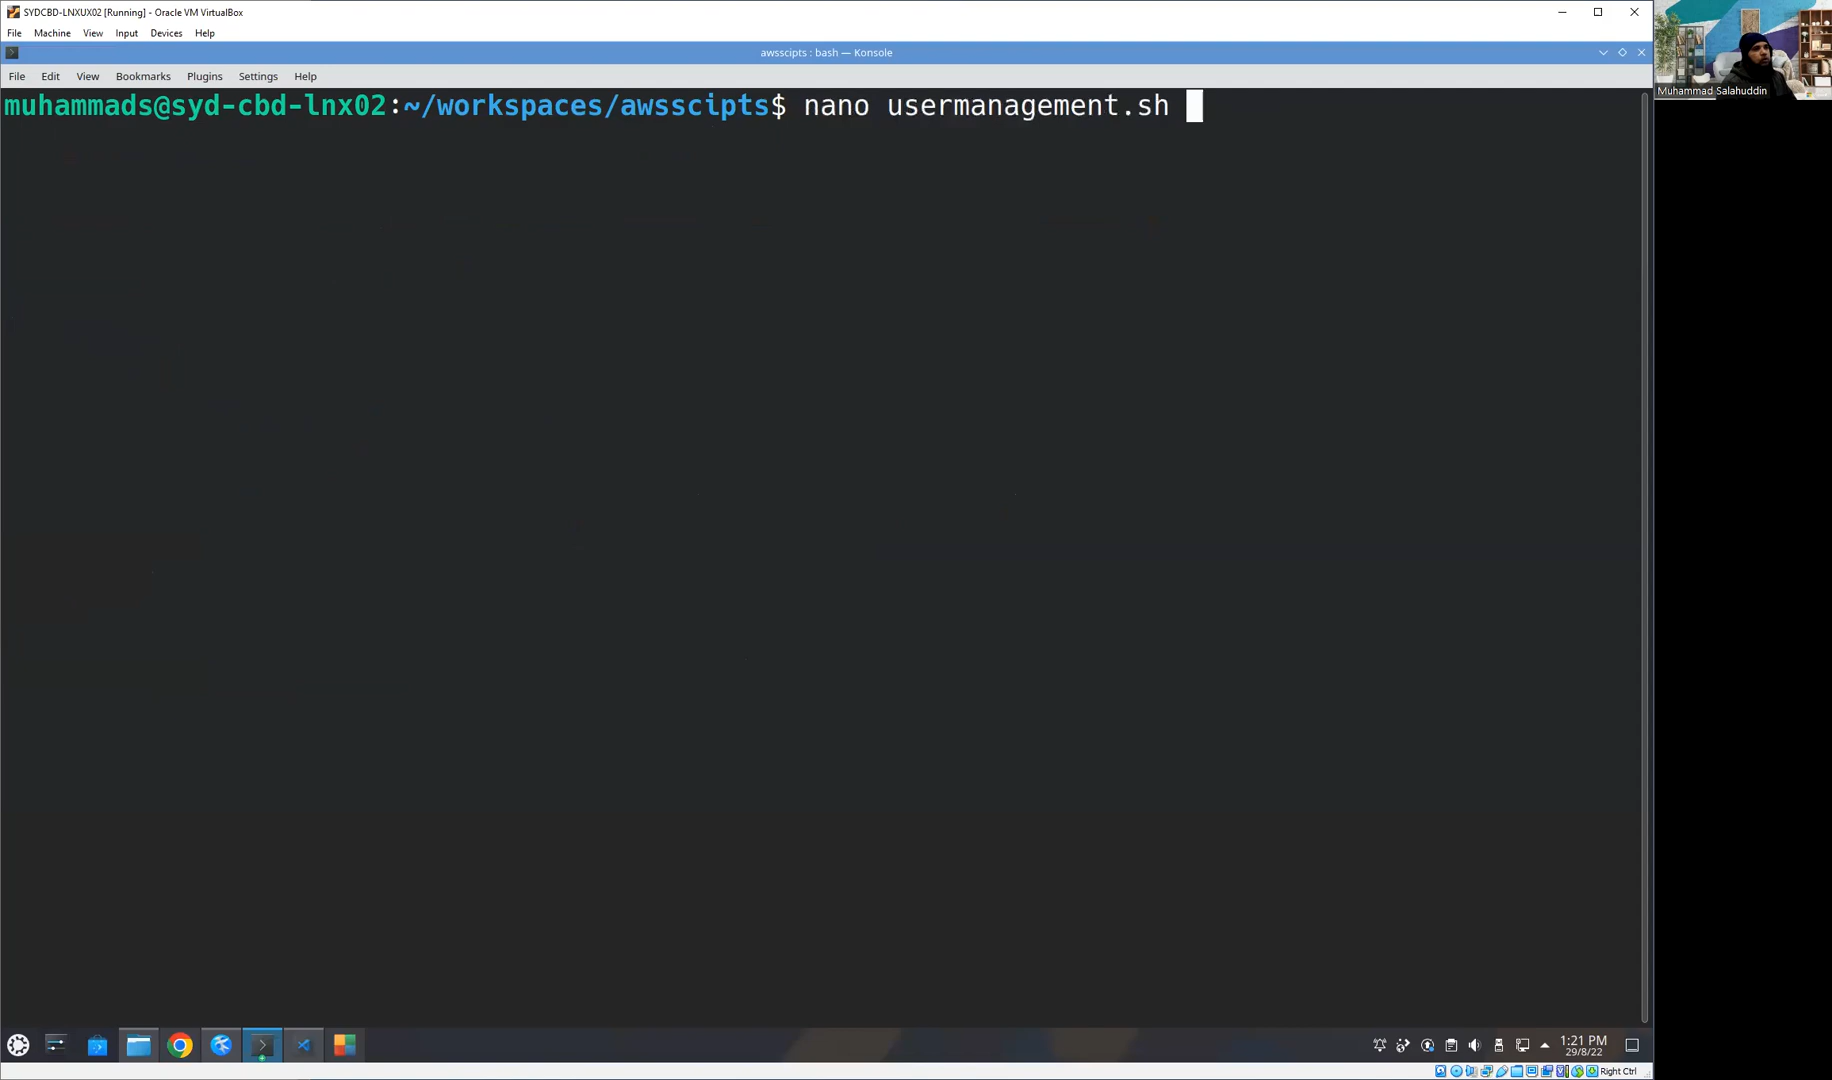 SYDCBD-LNXUX02 [Running] - Oracle VM VirtualBox
File Machine View Input Devices Help
awsscipts : bash — Konsole
File Edit View Bookmarks Plugins Settings Help
muhammads@syd-cbd-lnx02:~/workspaces/awsscipts$ nano usermanagement.sh
Muhammad Salahuddin
1:21 PM
29/8/22
Right Ctrl